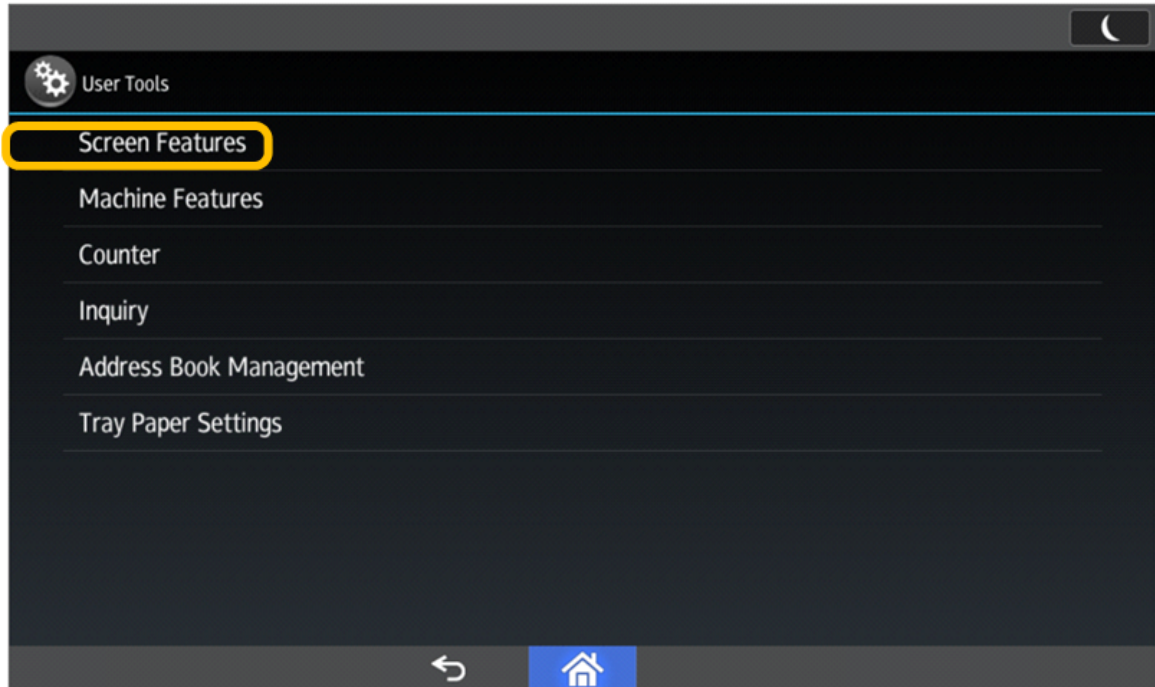 User Tools
Screen Features
Machine Features
Counter
Inquiry
Address Book Management
Tray Paper Settings